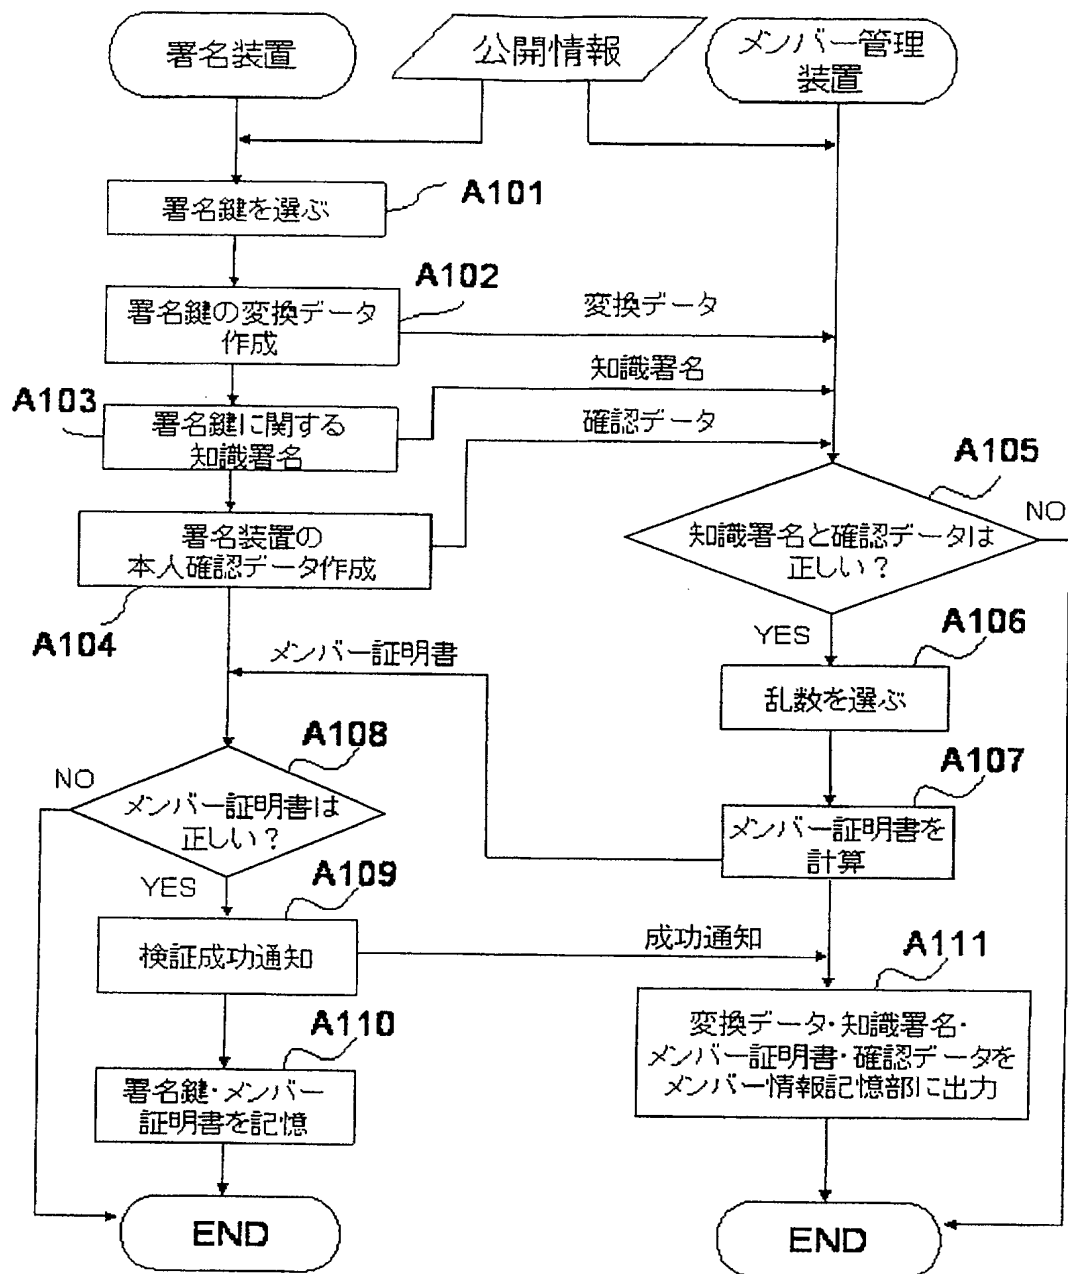 署名装置
公開情報
メンバー管理
装置
署名鍵を選ぶ
A101
A102
署名鍵の変換データ
作成
変換データ
知識署名
A103
署名鍵に関する
知識署名
確認データ
A105
NO
知識署名と確認データは
正しい？
署名装置の
本人確認データ作成
A104
YES
A106
メンバー証明書
乱数を選ぶ
A108
A107
NO
メンバー証明書は
正しい？
メンバー証明書を
計算
YES
A109
検証成功通知
成功通知
A111
変換データ・知識署名・
メンバー証明書・確認データを
メンバー情報記憶部に出力
A110
署名鍵・メンバー
証明書を記憶
END
END